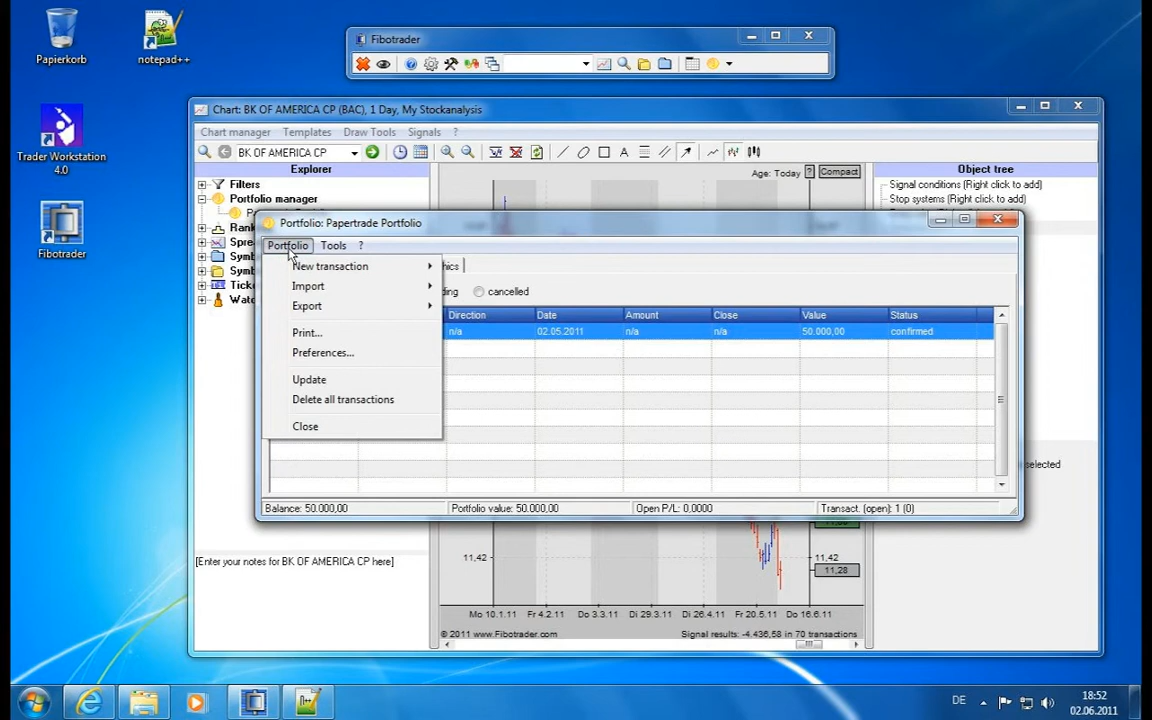 Papierkorb
notepad++
Trader Workstation
4.0
Fibotrader
Fibotrader
Chart: BK OF AMERICA CP (BAC), 1 Day, My Stockanalysis
Chart manager Templates Draw Tools Signals ?
BK OF AMERICA CP
Explorer
Filters
Portfolio manager
Age: Today ? Compact
Object tree
Signal conditions (Right click to add)
Stop systems (Right click to add)
Portfolio: Papertrade Portfolio
Portfolio Tools ?
New transaction
Import
Export
Print...
Preferences...
Update
Delete all transactions
Close
cancelled
Direction Date Amount Close Value Status
n/a 02.05.2011 n/a n/a 50.000,00 confirmed
selected
Balance: 50.000,00 Portfolio value: 50.000,00 Open P/L: 0,0000 Transact. (open): 1 (0)
[Enter your notes for BK OF AMERICA CP here]
11,42 11,42
11,28
Mo 10.1.11 Fr 4.2.11 Do 3.3.11 Di 29.3.11 Di 26.4.11 Fr 20.5.11 Do 16.6.11
© 2011 www.Fibotrader.com Signal results: -4.436,58 in 70 transactions
DE
18:52
02.06.2011